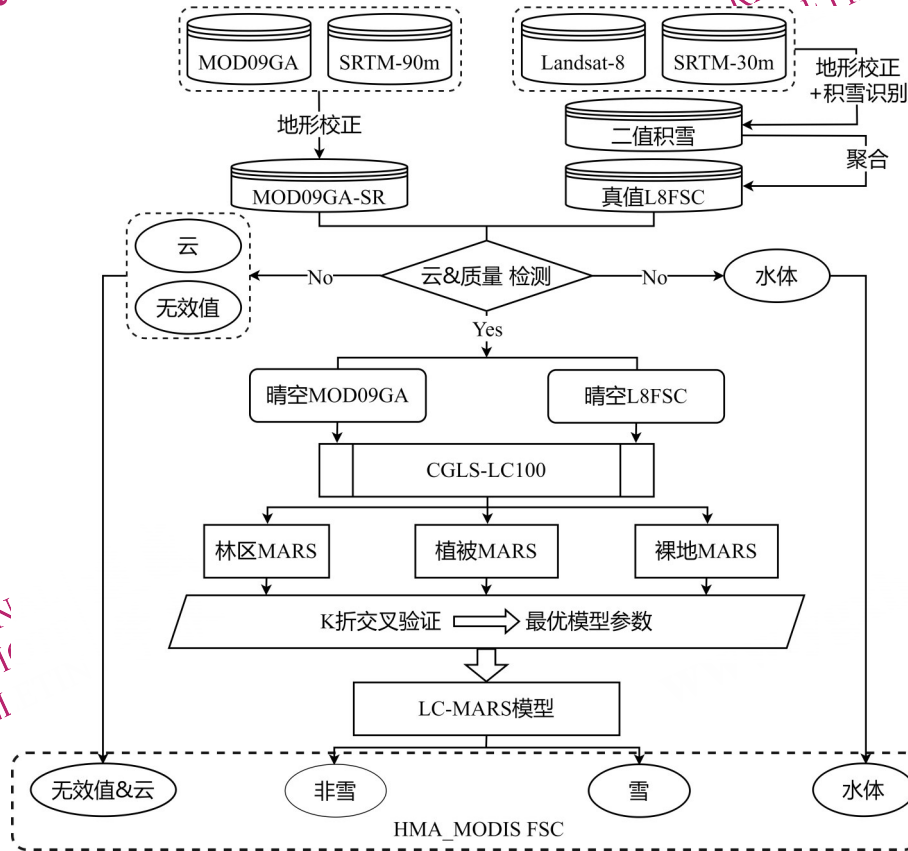 MOD09GA
SRTM-90m
Landsat-8
SRTM-30m
地形校正
+积雪识别
地形校正
二值积雪
聚合
MOD09GA-SR
真值L8FSC
云
无效值
No
云&质量 检测
No
水体
Yes
晴空MOD09GA
晴空L8FSC
CGLS-LC100
林区MARS
植被MARS
裸地MARS
K折交叉验证
最优模型参数
LC-MARS模型
无效值&云
非雪
雪
水体
HMA_MODIS FSC